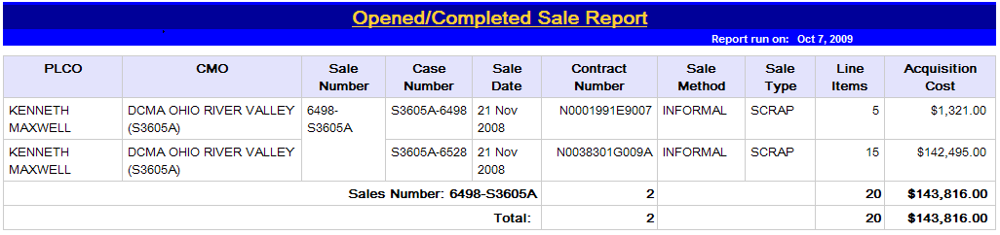 Opened/Completed Sale Report
Report run on: Oct 7, 2009
PLCO CMO Sale Number Case Number Sale Date Contract Number Sale Method Sale Type Line Items Acquisition Cost
KENNETH MAXWELL DCMA OHIO RIVER VALLEY (S3605A) 6498-S3605A S3605A-6498 21 Nov 2008 N0001991E9007 INFORMAL SCRAP 5 $1,321.00
KENNETH MAXWELL DCMA OHIO RIVER VALLEY (S3605A) S3605A-6528 21 Nov 2008 N0038301G009A INFORMAL SCRAP 15 $142,495.00
Sales Number: 6498-S3605A 2 20 $143,816.00
Total: 2 20 $143,816.00